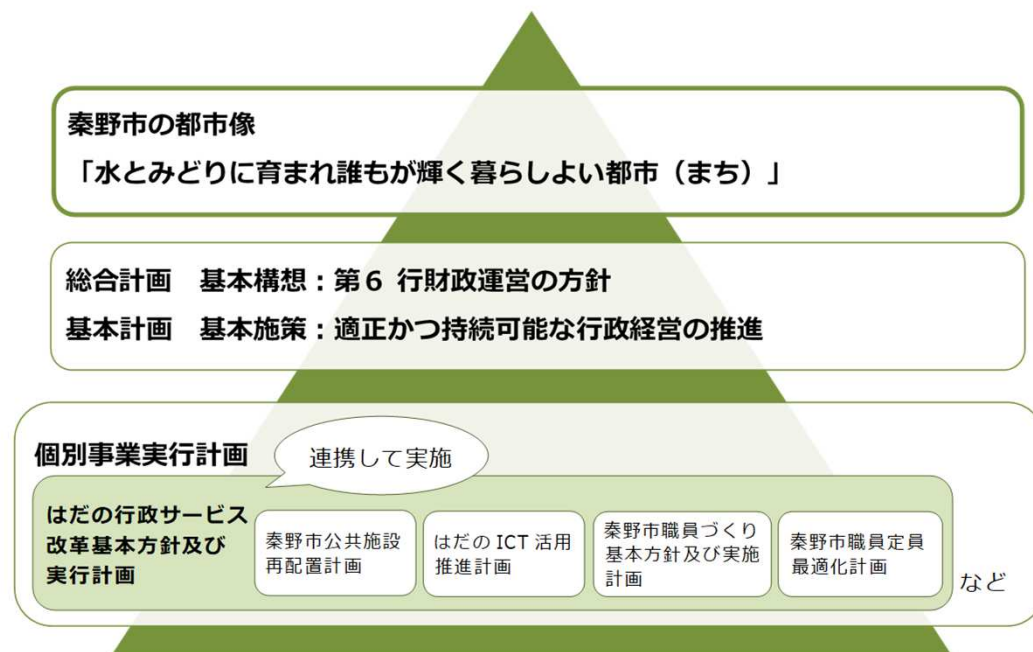 秦野市の都市像
「水とみどりに育まれ誰もが輝く暮らしよい都市（まち）」
総合計画　基本構想：第６ 行財政運営の方針
基本計画　基本施策：適正かつ持続可能な行政経営の推進
個別事業実行計画
連携して実施
はだの行政サービス
改革基本方針及び
実行計画
秦野市公共施設
再配置計画
はだの ICT 活用
推進計画
秦野市職員づくり
基本方針及び実施
計画
秦野市職員定員
最適化計画
など